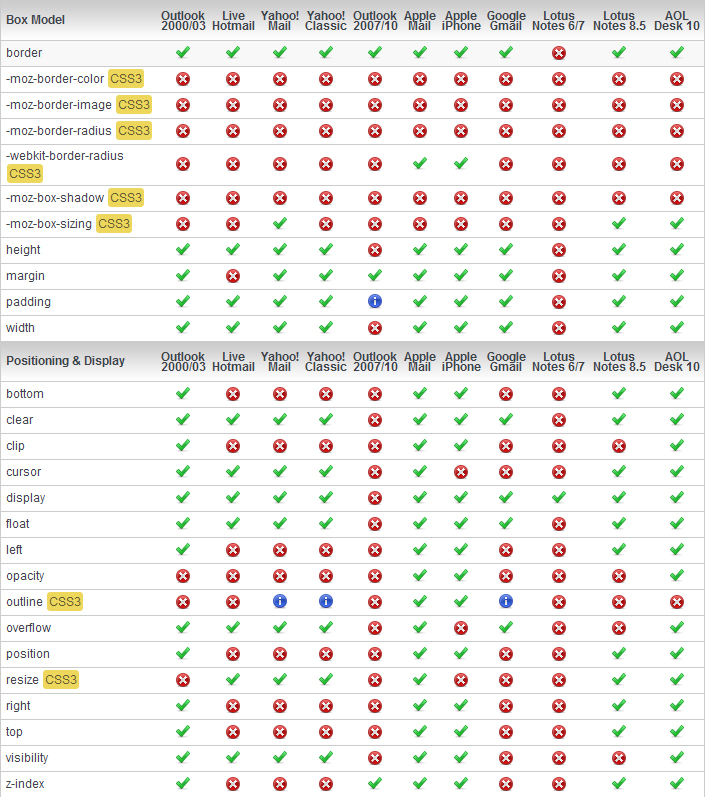 Box Model Outlook 2000/03 Live Hotmail Yahoo! Mail Yahoo! Classic Outlook 2007/10 Apple Mail Apple iPhone Google Gmail Lotus Notes 6/7 Lotus Notes 8.5 AOL Desk 10
border
-moz-border-color CSS3
-moz-border-image CSS3
-moz-border-radius CSS3
-webkit-border-radius
CSS3
-moz-box-shadow CSS3
-moz-box-sizing CSS3
height
margin
padding
width
Positioning & Display Outlook 2000/03 Live Hotmail Yahoo! Mail Yahoo! Classic Outlook 2007/10 Apple Mail Apple iPhone Google Gmail Lotus Notes 6/7 Lotus Notes 8.5 AOL Desk 10
bottom
clear
clip
cursor
display
float
left
opacity
outline CSS3
overflow
position
resize CSS3
right
top
visibility
z-index